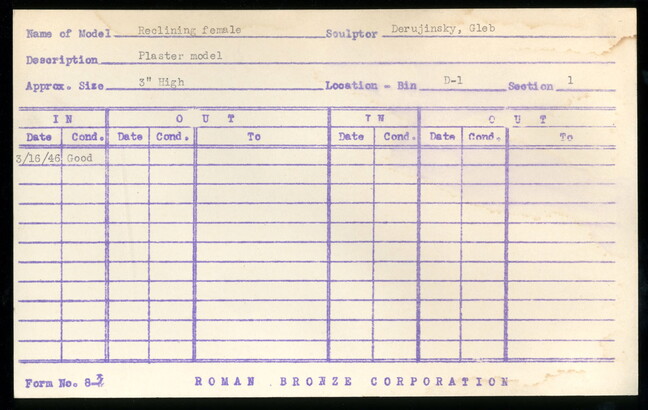 Name of Model Reclining female Sculptor Derujinsky, Gleb
Description Plaster model
Approx. Size 3" High Location - Bin D-1 Section 1
IN OUT IN OUT
Date Cond. Date Cond. To Date Cond. Date Cond. To
3/16/46 Good
Form No. 8-3 ROMAN BRONZE CORPORATION